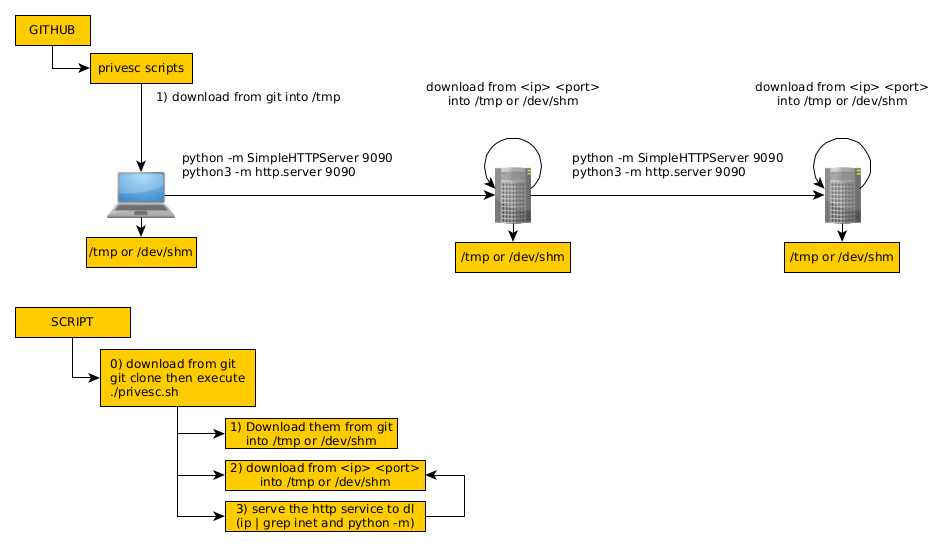 GITHUB
privesc scripts
1) download from git into /tmp
download from <ip> <port>
into /tmp or /dev/shm
download from <ip> <port>
into /tmp or /dev/shm
python -m SimpleHTTPServer 9090
python3 -m http.server 9090
python -m SimpleHTTPServer 9090
python3 -m http.server 9090
/tmp or /dev/shm
/tmp or /dev/shm
/tmp or /dev/shm
SCRIPT
0) download from git
git clone then execute
./privesc.sh
1) Download them from git
into /tmp or /dev/shm
2) download from <ip> <port>
into /tmp or /dev/shm
3) serve the http service to dl
(ip | grep inet and python -m)